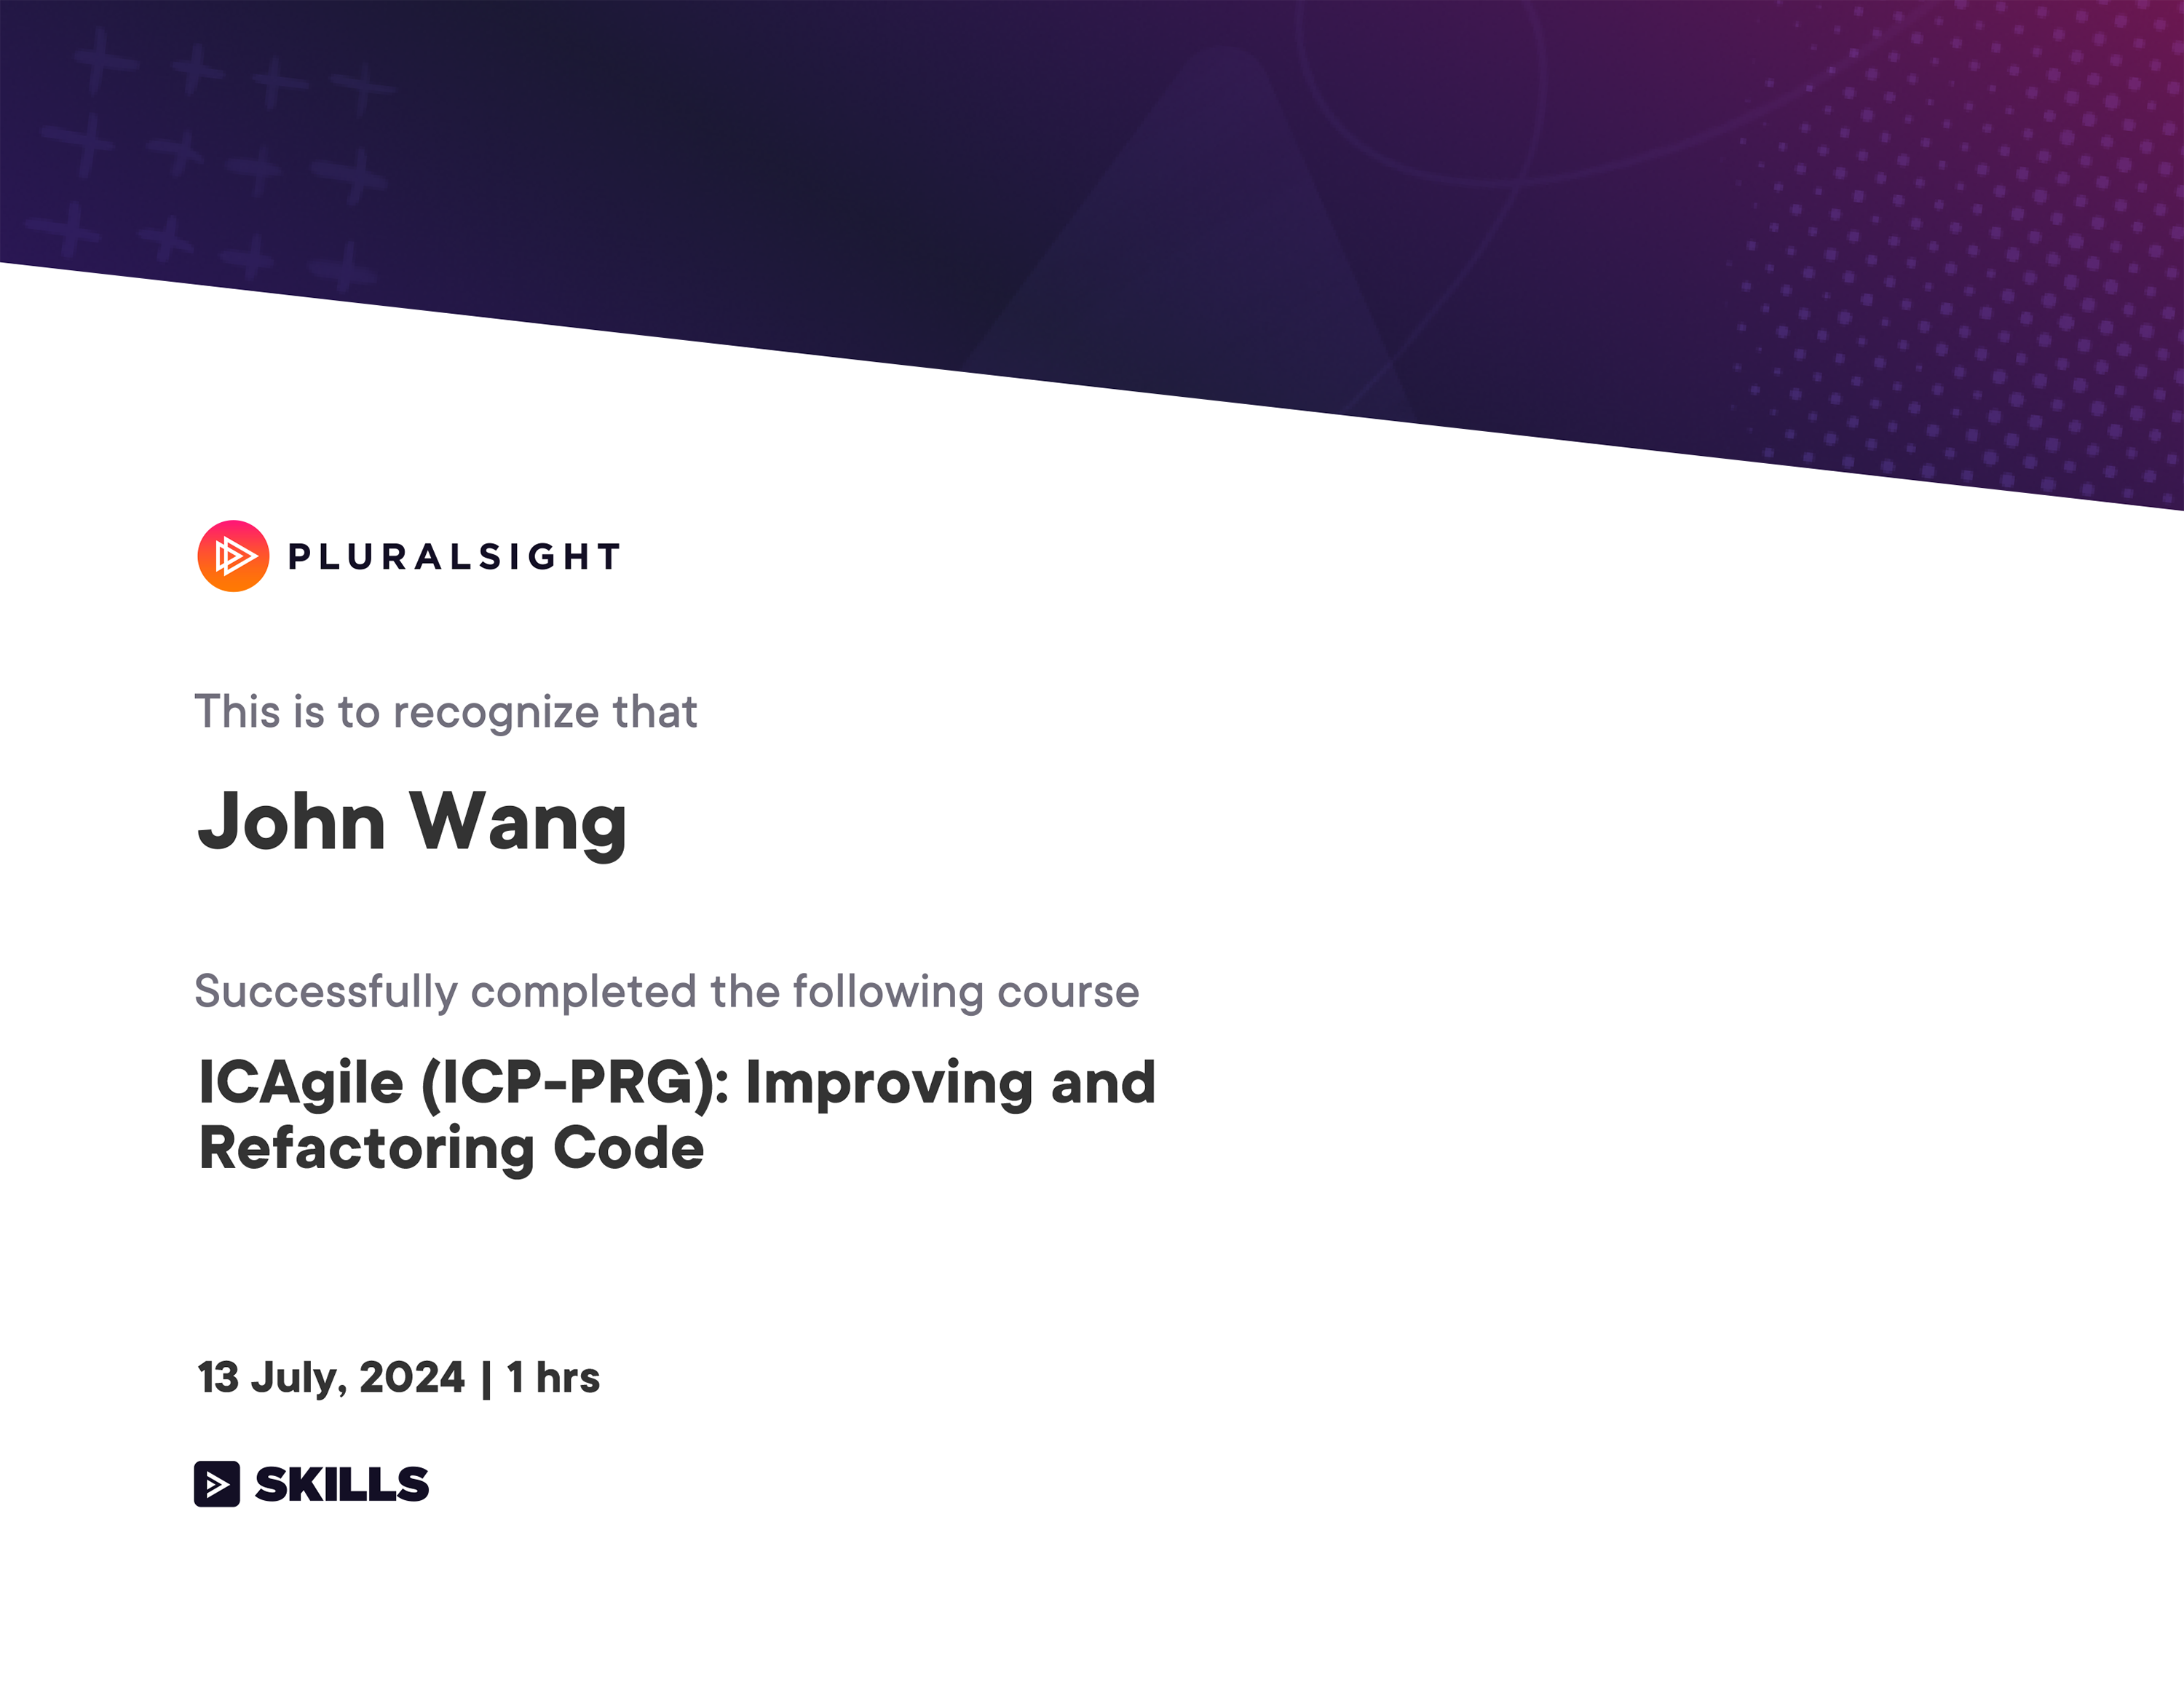 PLURALSIGHT
This is to recognize that
John Wang
Successfully completed the following course
ICAgile (ICP-PRG): Improving and
Refactoring Code
13 July, 2024 | 1 hrs
SKILLS